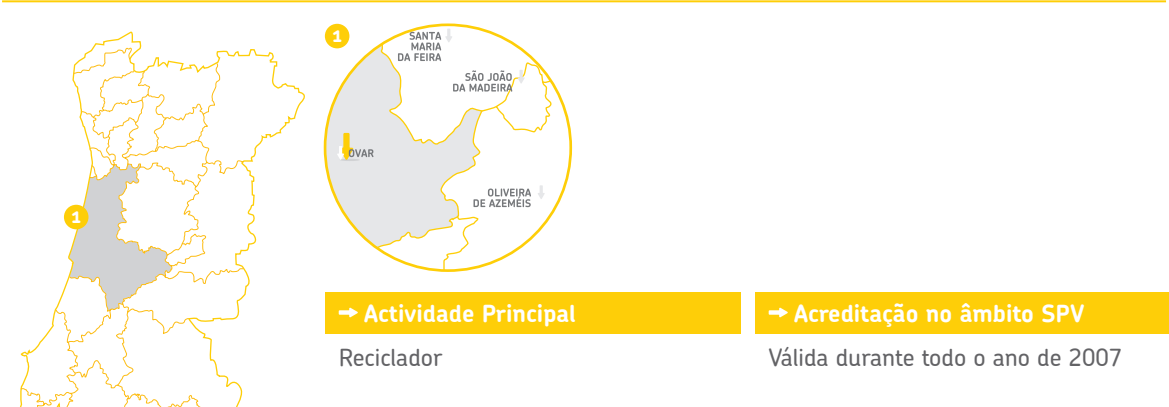 1
SANTA
MARIA
DA FEIRA
SÃO JOÃO
DA MADEIRA
OVAR
OLIVEIRA
DE AZEMÉIS
1
Actividade Principal
Reciclador
Acreditação no âmbito SPV
Válida durante todo o ano de 2007